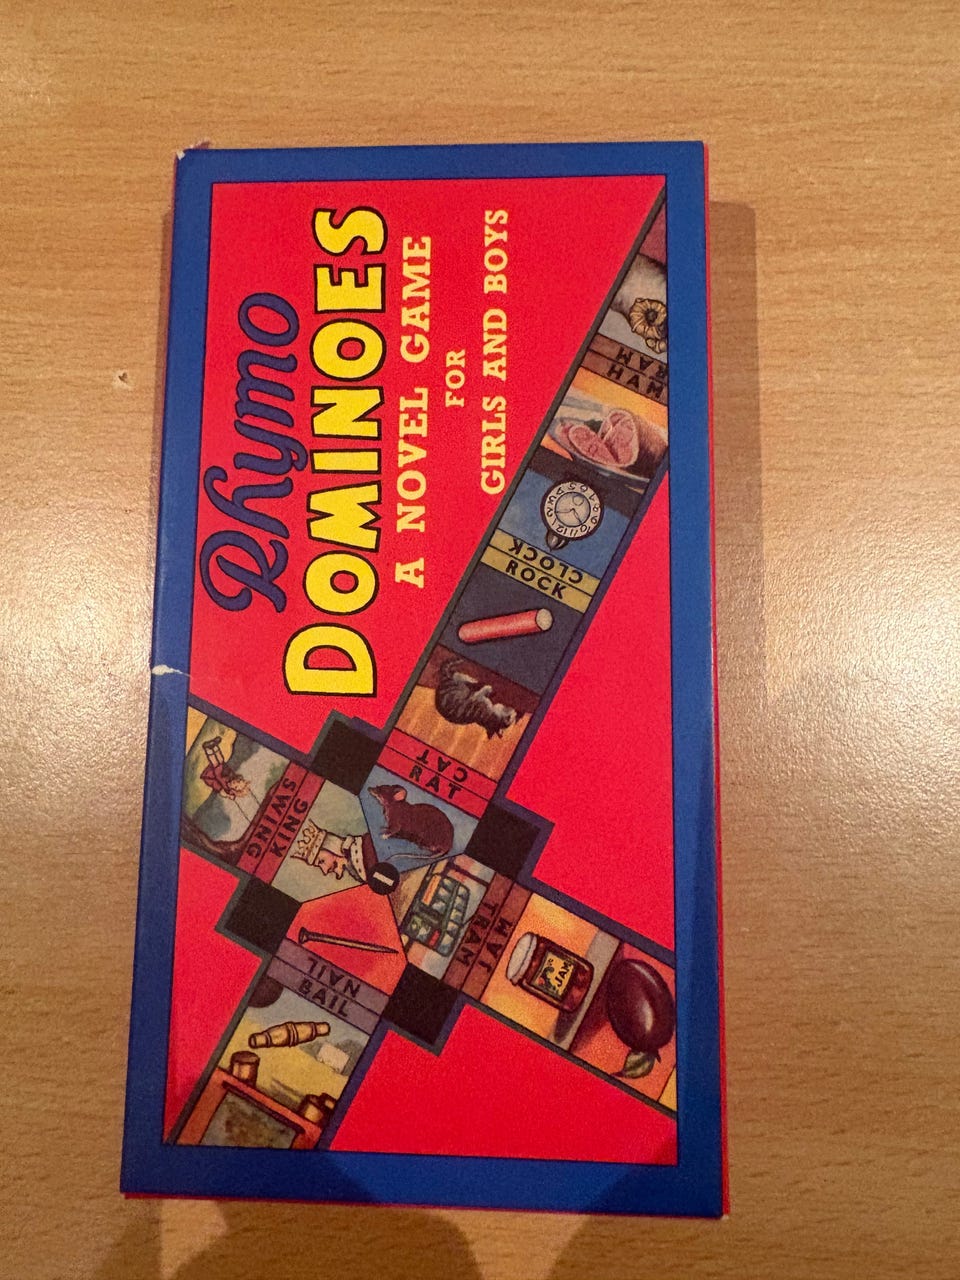 Rhymo
DOMINOES
A NOVEL GAME
FOR
GIRLS AND BOYS
RAM
HAM
CLOCK
ROCK
CAT
RAT
SWING
KING
JAM
TRAM
JAM
NAIL
BAIL